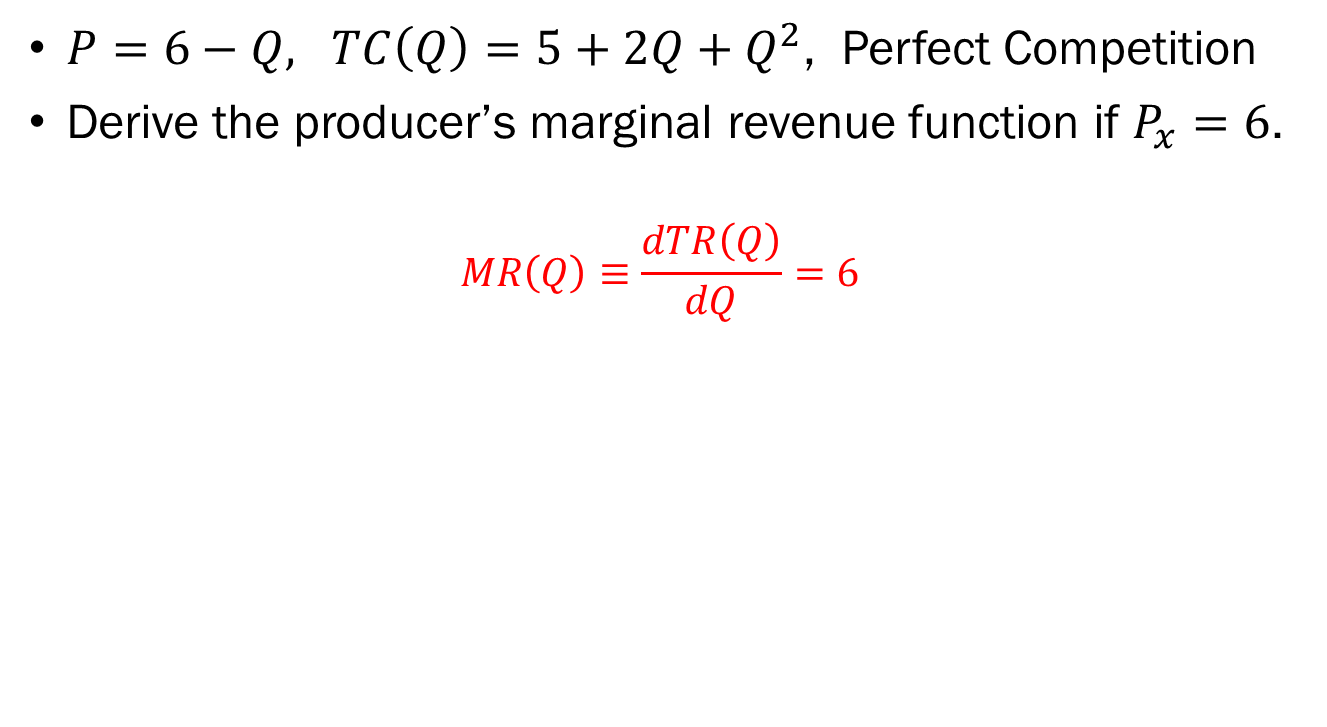 • P = 6 − Q, TC(Q) = 5 + 2Q + Q², Perfect Competition
• Derive the producer’s marginal revenue function if Pₓ = 6.
MR(Q) ≡ dTR(Q)/dQ = 6